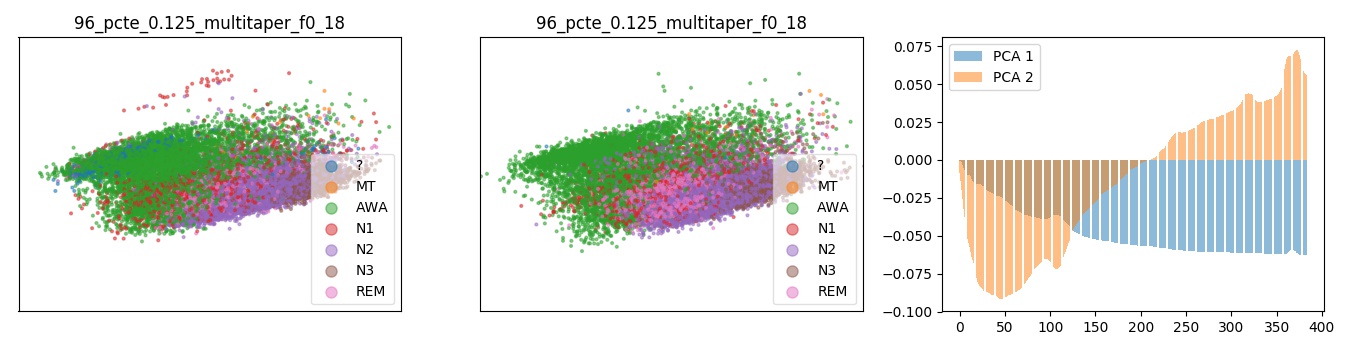 96_pcte_0.125_multitaper_f0_18
?
MT
AWA
N1
N2
N3
REM
96_pcte_0.125_multitaper_f0_18
?
MT
AWA
N1
N2
N3
REM
PCA 1
PCA 2
0.075
0.050
0.025
0.000
−0.025
−0.050
−0.075
−0.100
0 50 100 150 200 250 300 350 400